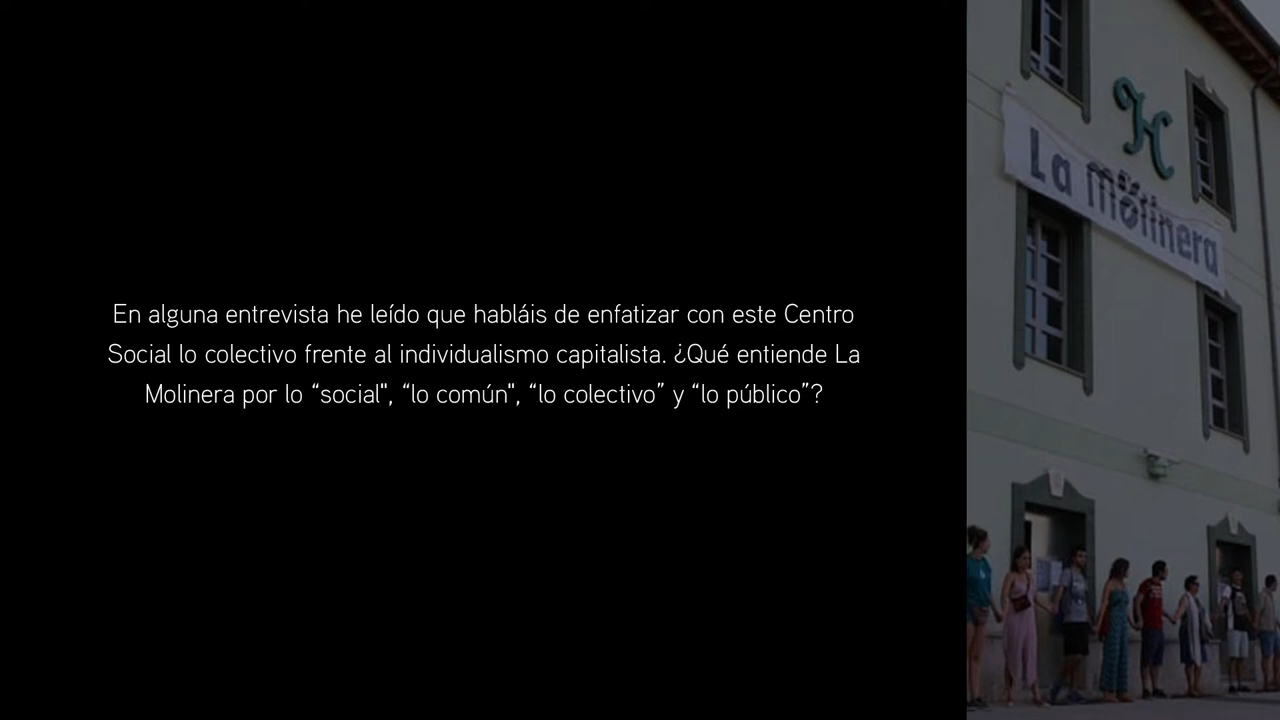 En alguna entrevista he leído que habláis de enfatizar con este Centro
Social lo colectivo frente al individualismo capitalista. ¿Qué entiende La
Molinera por lo “social", “lo común", “lo colectivo” y “lo público”?
H
La Molinera